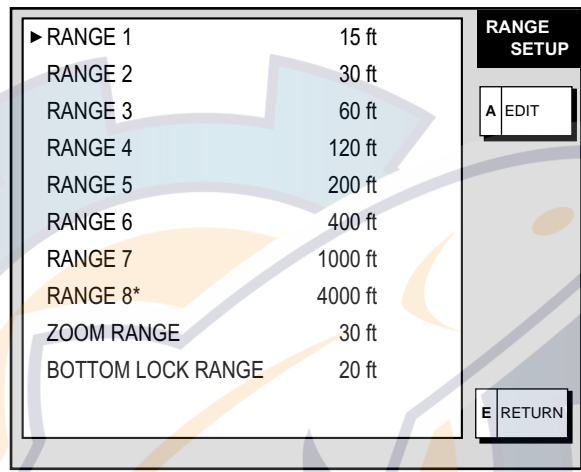 ▶RANGE 1 15 ft
RANGE 2 30 ft
RANGE 3 60 ft
RANGE 4 120 ft
RANGE 5 200 ft
RANGE 6 400 ft
RANGE 7 1000 ft
RANGE 8* 4000 ft
ZOOM RANGE 30 ft
BOTTOM LOCK RANGE 20 ft
RANGE
SETUP
A EDIT
E RETURN